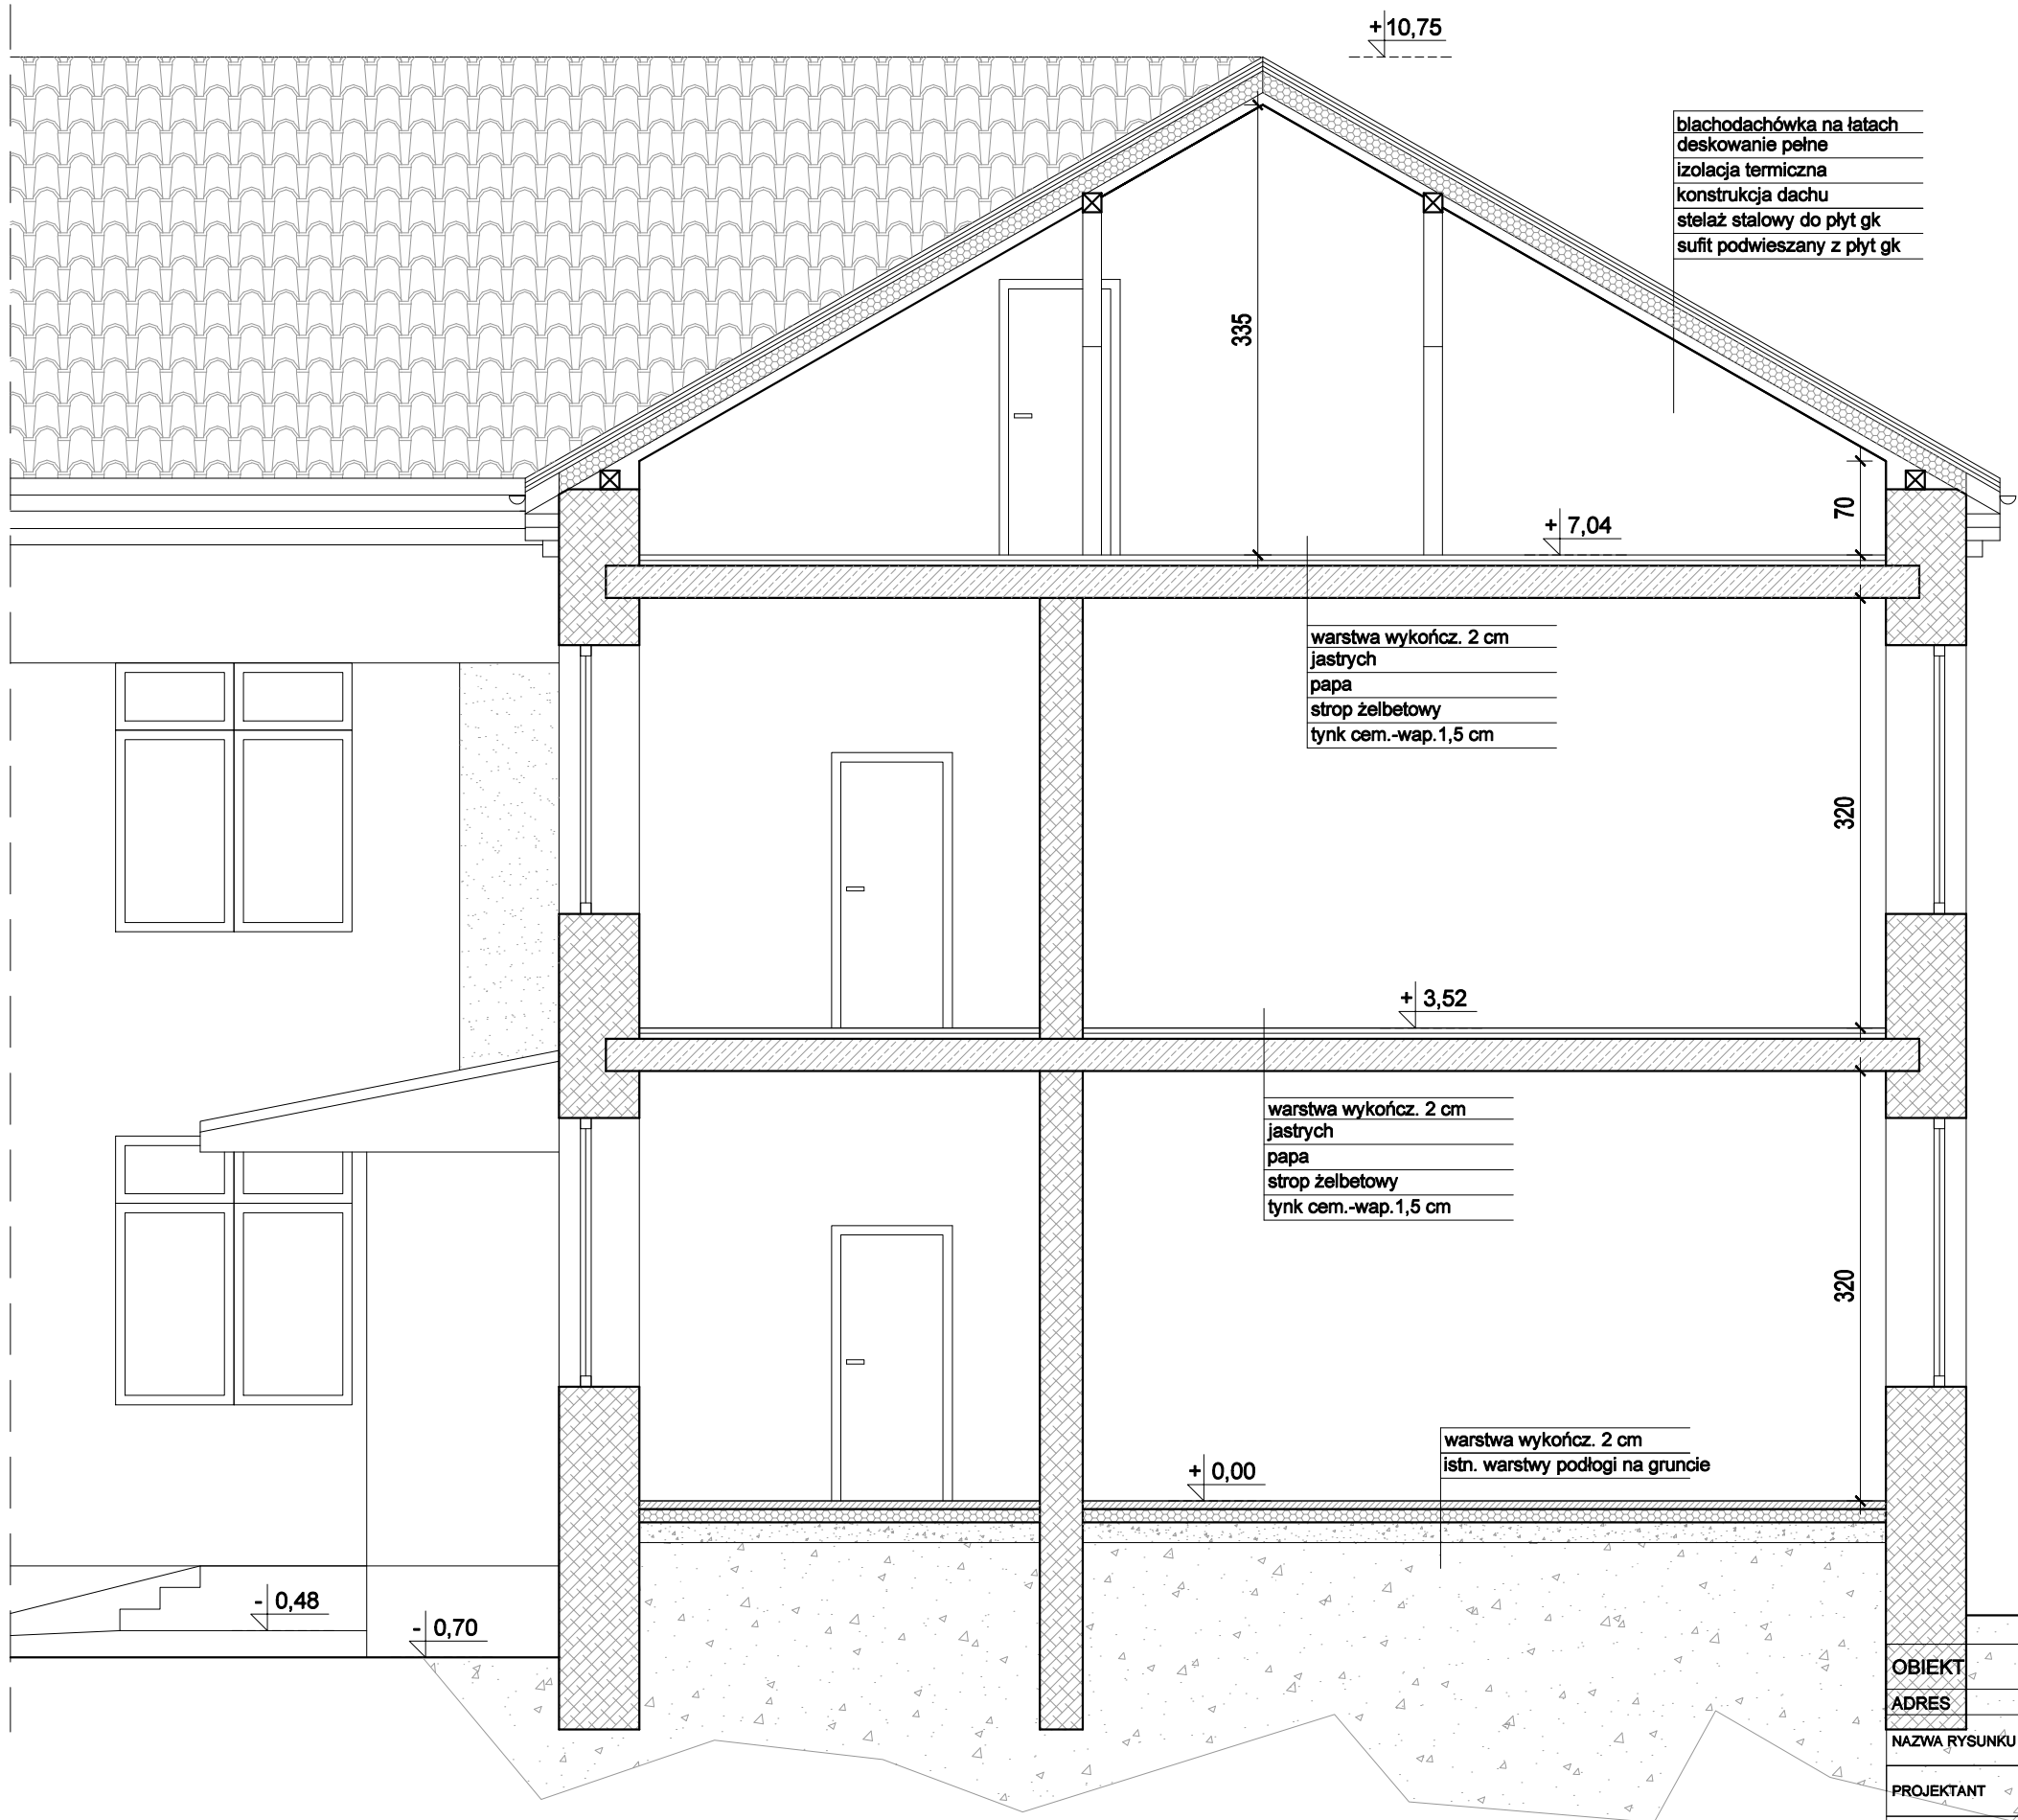 +10,75
blachodachówka na łatach
deskowanie pełne
izolacja termiczna
konstrukcja dachu
stelaż stalowy do płyt gk
sufit podwieszany z płyt gk
335
70
+ 7,04
warstwa wykończ. 2 cm
jastrych
papa
strop żelbetowy
tynk cem.-wap.1,5 cm
320
+ 3,52
warstwa wykończ. 2 cm
jastrych
papa
strop żelbetowy
tynk cem.-wap.1,5 cm
320
warstwa wykończ. 2 cm
istn. warstwy podłogi na gruncie
+ 0,00
- 0,48
- 0,70
OBIEKT
ADRES
NAZWA RYSUNKU
PROJEKTANT